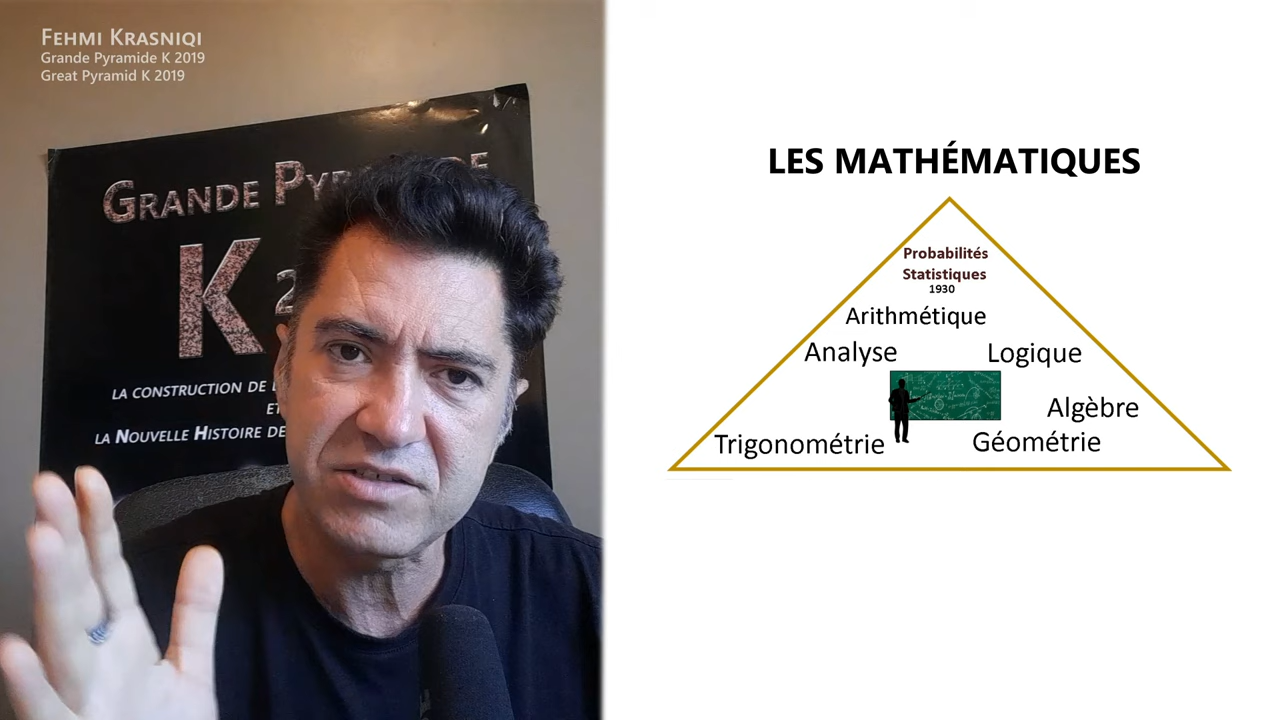 FEHMI KRASNIQI
Grande Pyramide K 2019
Great Pyramid K 2019
GRANDE
K 2
LA CONSTRUCTION DE
LA NOUVELLE HISTOIRE DE
LES MATHÉMATIQUES
Probabilités
Statistiques
1930
Arithmétique
Analyse
Logique
Algèbre
Trigonométrie
Géométrie